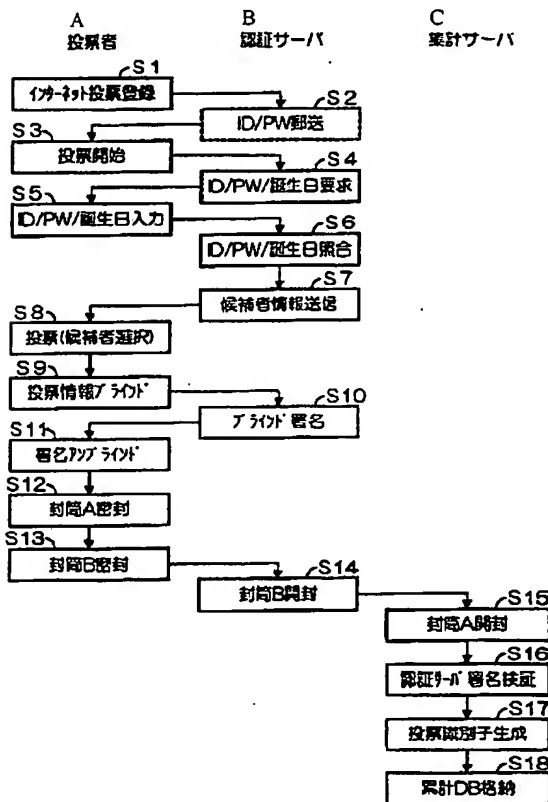 A B C
投票者 認証サーバ 集計サーバ
S1
インターネット投票登録
S2
ID/PW郵送
S3
投票開始
S4
ID/PW/誕生日要求
S5
ID/PW/誕生日入力
S6
ID/PW/誕生日照合
S7
候補者情報送信
S8
投票(候補者選択)
S9
投票情報ブラインド
S10
ブラインド署名
S11
署名アンブラインド
S12
封筒A密封
S13
封筒B密封
S14
封筒B開封
S15
封筒A開封
S16
認証サーバ署名検証
S17
投票識別子生成
S18
累計DB格納